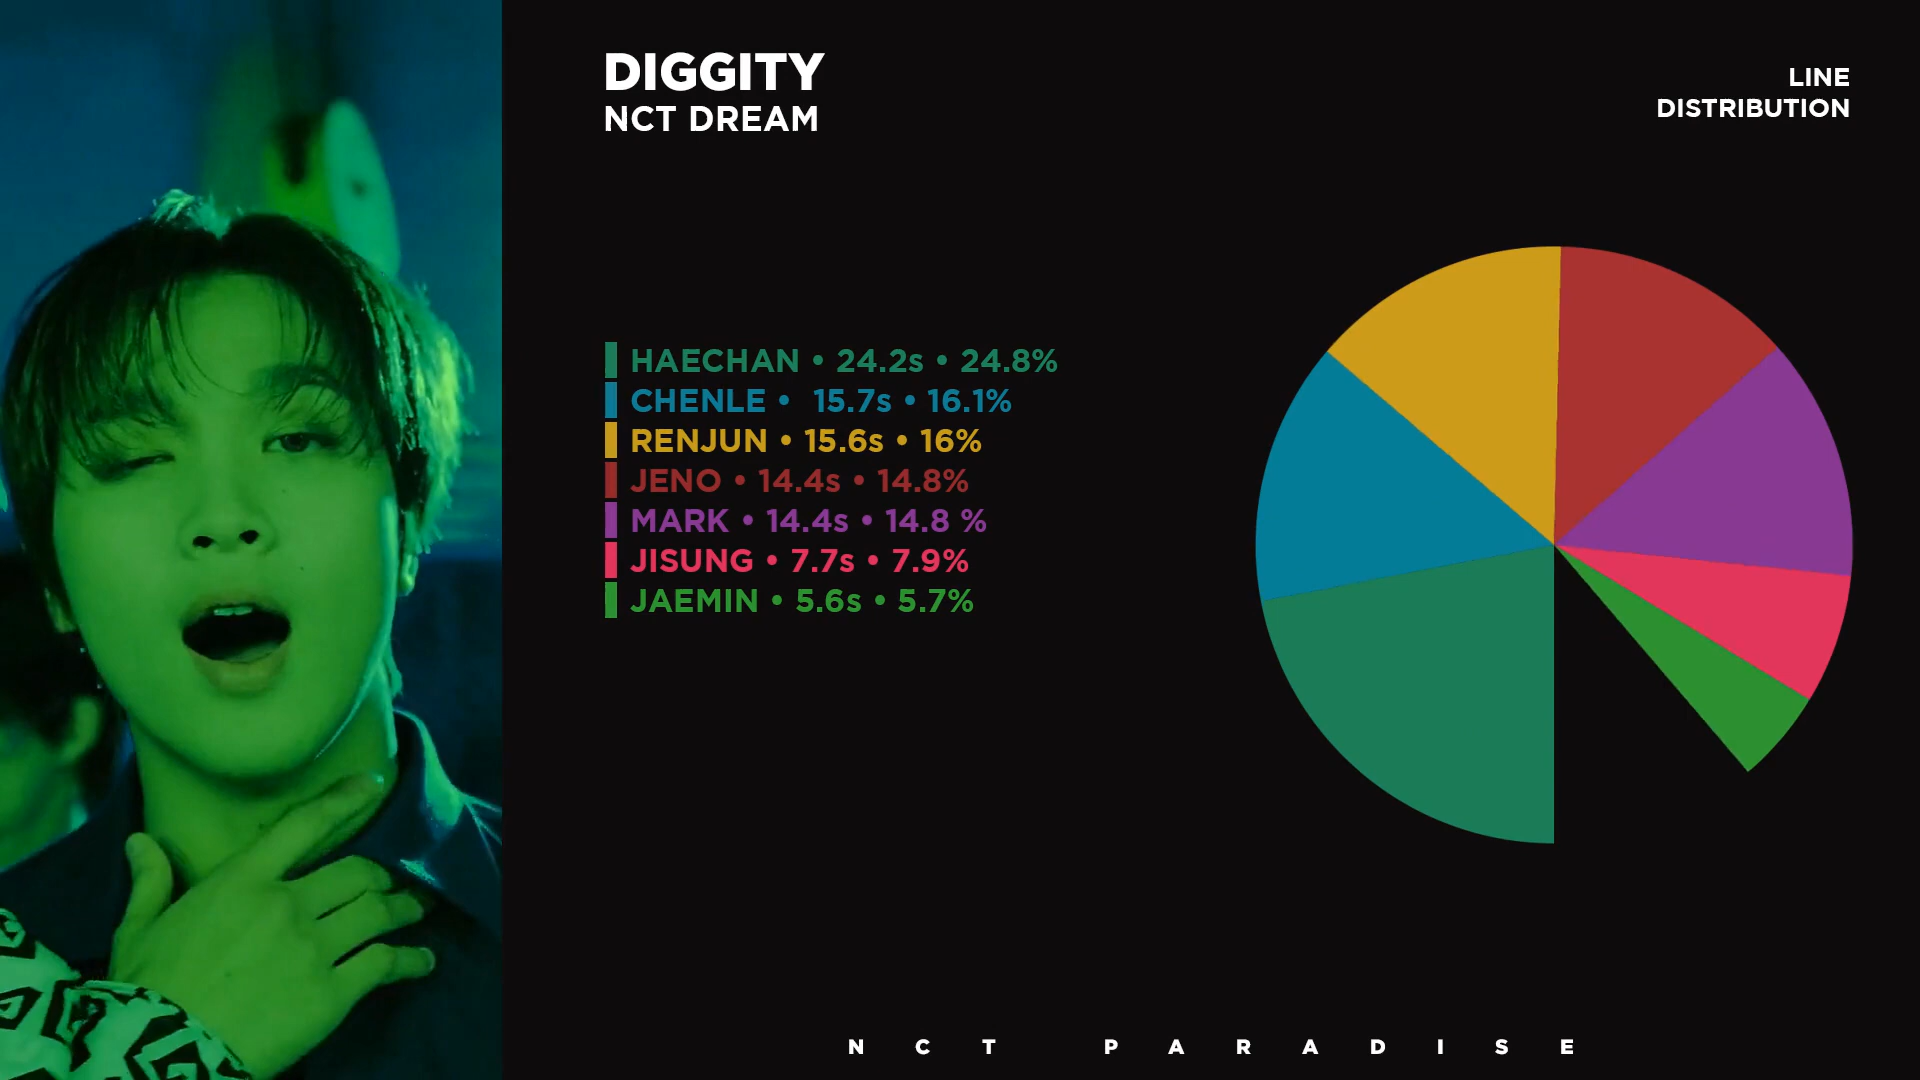 DIGGITY
NCT DREAM
LINE
DISTRIBUTION
HAECHAN • 24.2s • 24.8%
CHENLE • 15.7s • 16.1%
RENJUN • 15.6s • 16%
JENO • 14.4s • 14.8%
MARK • 14.4s • 14.8 %
JISUNG • 7.7s • 7.9%
JAEMIN • 5.6s • 5.7%
NCT PARADISE